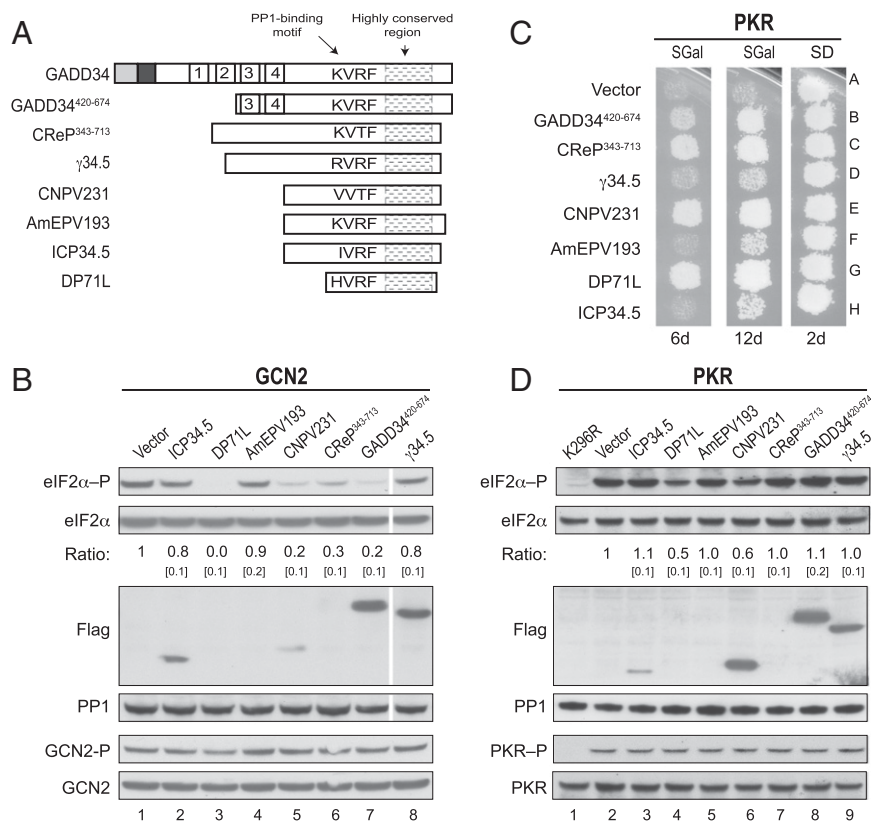 A
PP1-binding motif
Highly conserved region
GADD34 1 2 3 4 KVRF
GADD34420-674 3 4 KVRF
CReP343-713 KVTF
γ34.5 RVRF
CNPV231 VVTF
AmEPV193 KVRF
ICP34.5 IVRF
DP71L HVRF
C
PKR
SGal SGal SD
Vector A
GADD34420-674 B
CReP343-713 C
γ34.5 D
CNPV231 E
AmEPV193 F
DP71L G
ICP34.5 H
6d 12d 2d
B
GCN2
Vector ICP34.5 DP71L AmEPV193 CNPV231 CReP343-713 GADD34420-674 γ34.5
eIF2α–P
eIF2α
Ratio: 1 0.8 0.0 0.9 0.2 0.3 0.2 0.8
[0.1] [0.1] [0.2] [0.1] [0.1] [0.1] [0.1]
Flag
PP1
GCN2-P
GCN2
1 2 3 4 5 6 7 8
D
PKR
K296R Vector ICP34.5 DP71L AmEPV193 CNPV231 CReP343-713 GADD34420-674 γ34.5
eIF2α–P
eIF2α
Ratio: 1 1.1 0.5 1.0 0.6 1.0 1.1 1.0
[0.1] [0.1] [0.1] [0.1] [0.1] [0.2] [0.1]
Flag
PP1
PKR–P
PKR
1 2 3 4 5 6 7 8 9